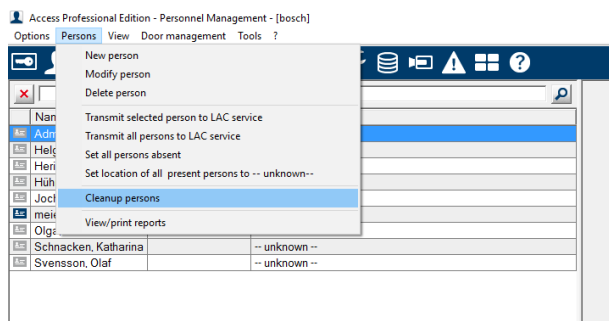 Access Professional Edition - Personnel Management - [bosch]
Options Persons View Door management Tools ?
New person
Modify person
Delete person
Transmit selected person to LAC service
Transmit all persons to LAC service
Set all persons absent
Set location of all present persons to -- unknown--
Cleanup persons
View/print reports
Nan
Adm
Helg
Heri
Hüh
Joch
meie
Olga
Schnacken, Katharina -- unknown --
Svensson, Olaf -- unknown --